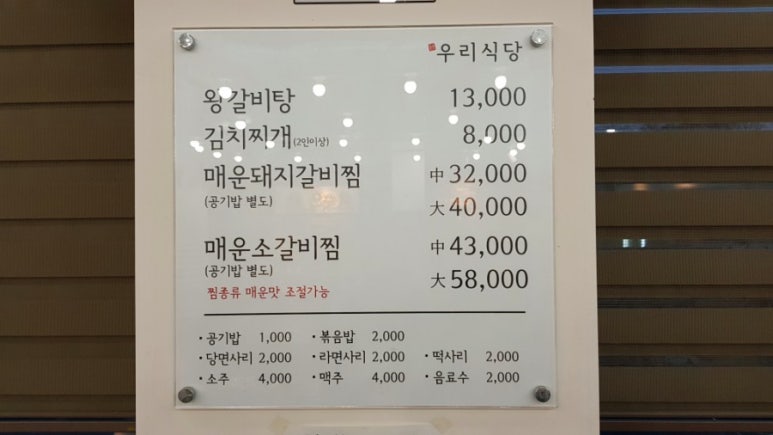 우리식당
왕갈비탕 13,000
김치찌개(2인이상) 8,000
매운돼지갈비찜 中 32,000
(공기밥 별도) 大 40,000
매운소갈비찜 中 43,000
(공기밥 별도) 大 58,000
찜종류 매운맛 조절가능
·공기밥 1,000 ·볶음밥 2,000
·당면사리 2,000 ·라면사리 2,000 ·떡사리 2,000
·소주 4,000 ·맥주 4,000 ·음료수 2,000